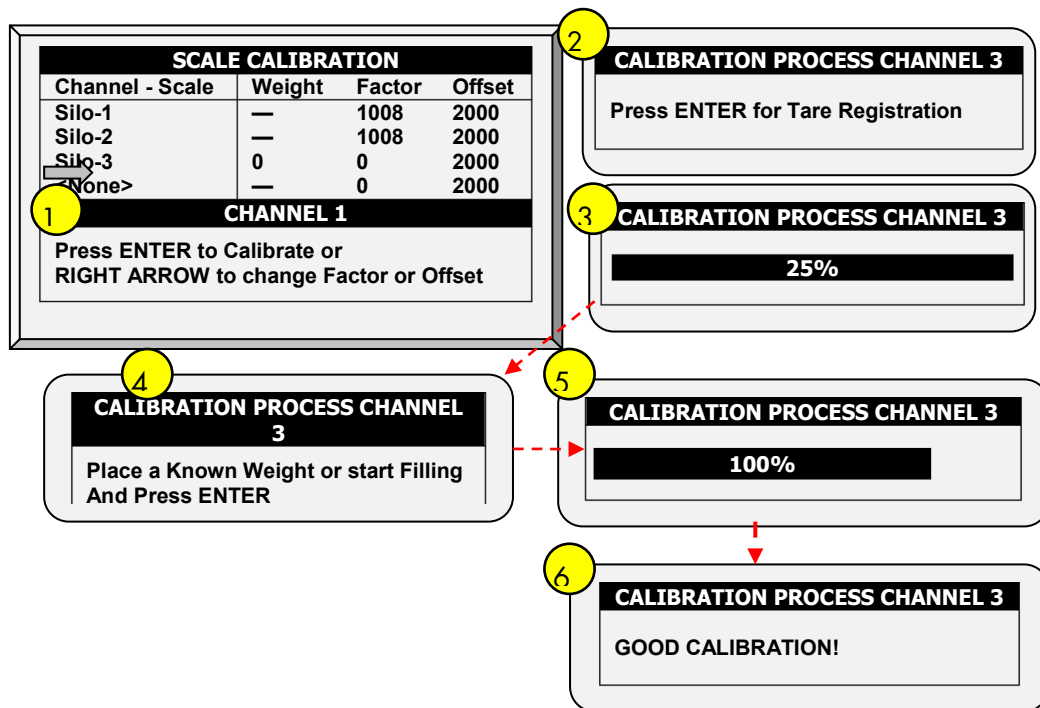 SCALE CALIBRATION
Channel - Scale Weight Factor Offset
Silo-1 — 1008 2000
Silo-2 — 1008 2000
Silo-3 0 0 2000
<None> — 0 2000
1
CHANNEL 1
Press ENTER to Calibrate or
RIGHT ARROW to change Factor or Offset
2
CALIBRATION PROCESS CHANNEL 3
Press ENTER for Tare Registration
3
CALIBRATION PROCESS CHANNEL 3
25%
4
CALIBRATION PROCESS CHANNEL
3
Place a Known Weight or start Filling
And Press ENTER
5
CALIBRATION PROCESS CHANNEL 3
100%
6
CALIBRATION PROCESS CHANNEL 3
GOOD CALIBRATION!